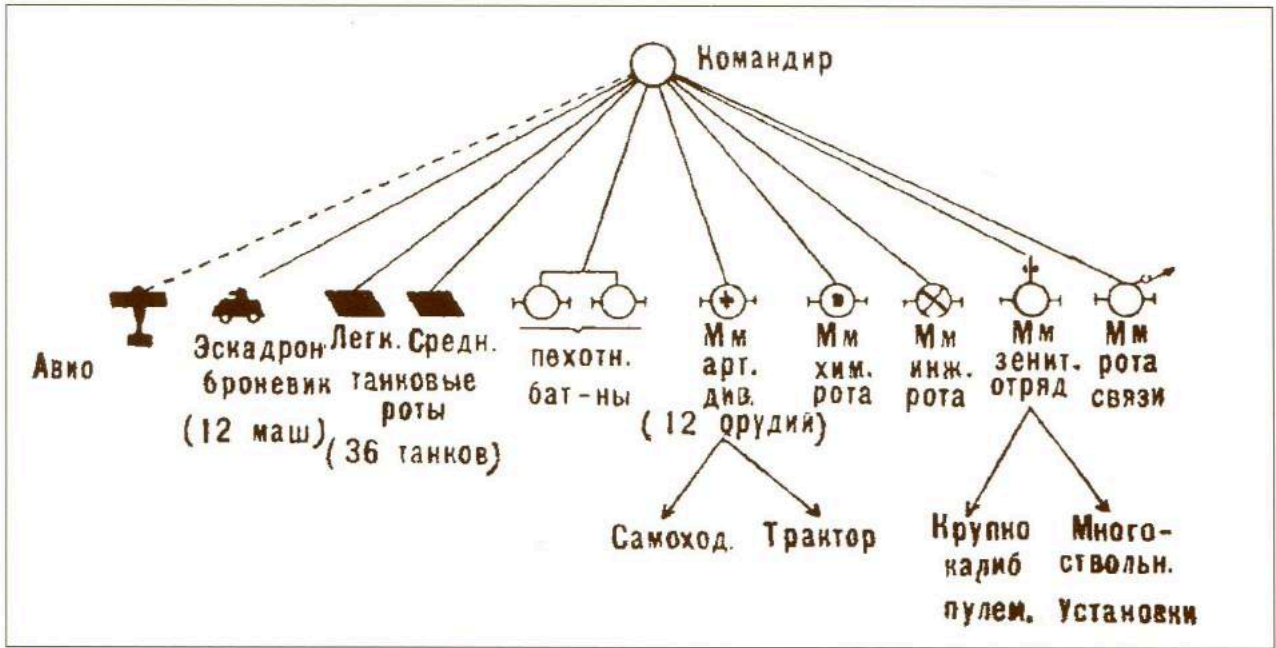 Командир
Авио
Эскадрон
броневик
(12 маш)
Легк. Средн.
танковые
роты
(36 танков)
пехотн.
бат-ны
Мм
арт.
див.
(12 орудий)
Самоход. Трактор
Мм
хим.
рота
Мм
инж.
рота
Мм
зенит.
отряд
Крупно
калиб
пулем.
Много-
ствольн.
Установки
Мм
рота
связи